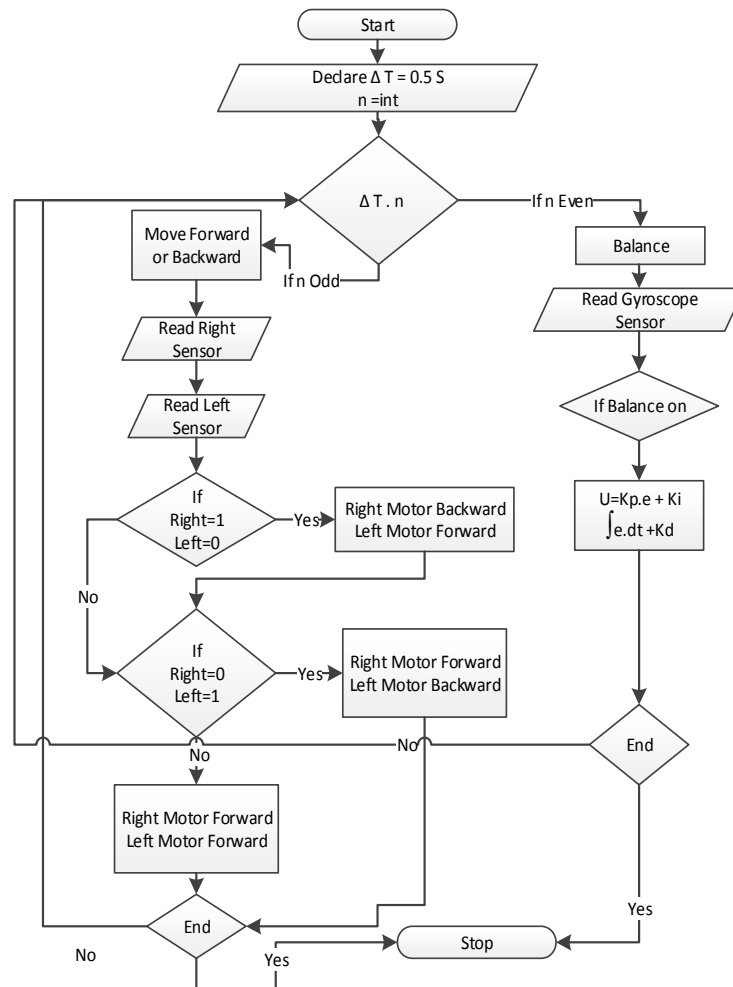 Start
Declare Δ T = 0.5 S
n =int
Δ T . n
If n Even
If n Odd
Move Forward
or Backward
Balance
Read Gyroscope
Sensor
Read Right
Sensor
Read Left
Sensor
If Balance on
If
Right=1
Left=0
Yes
Right Motor Backward
Left Motor Forward
U=Kp.e + Ki
∫e.dt +Kd
No
If
Right=0
Left=1
Yes
Right Motor Forward
Left Motor Backward
No
No
End
Right Motor Forward
Left Motor Forward
End
Yes
No
Yes
Stop